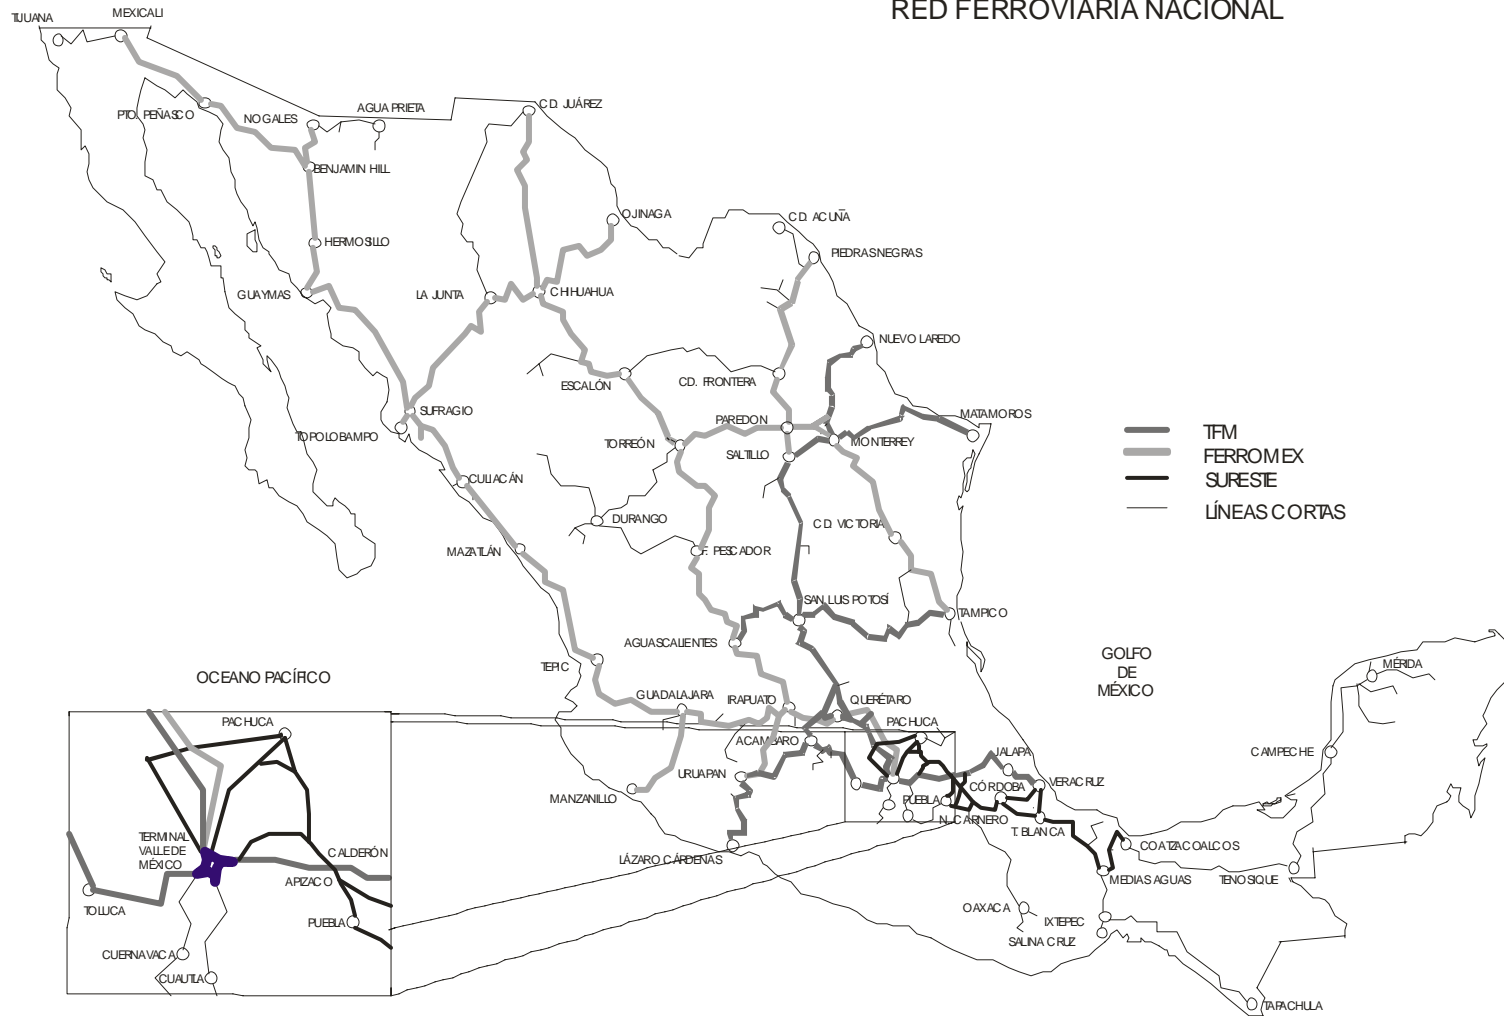 RED FERROVIARIA NACIONAL
TIJUANA
MEXICALI
PTO. PEÑASCO
NOGALES
AGUA PRIETA
CD. JUÁREZ
BENJAMIN HILL
OJINAGA
CD. ACUÑA
HERMOSILLO
PIEDRAS NEGRAS
GUAYMAS
LA JUNTA
CHIHUAHUA
NUEVO LAREDO
ESCALÓN
CD. FRONTERA
SUFRAGIO
PAREDON
MATAMOROS
TOPOLOBAMPO
TORREÓN
SALTILLO
MONTERREY
TFM
FERROMEX
SURESTE
LÍNEAS CORTAS
CULIACÁN
DURANGO
CD. VICTORIA
MAZATLÁN
F. PESCADOR
SAN LUIS POTOSÍ
TAMPICO
AGUASCALIENTES
GOLFO
DE
MÉXICO
TEPIC
MÉRIDA
OCEANO PACÍFICO
GUADALAJARA
IRAPUATO
QUERÉTARO
PACHUCA
PACHUCA
ACAMBARO
JALAPA
CAMPECHE
URUAPAN
VERACRUZ
MANZANILLO
PUEBLA
CÓRDOBA
N. CARNERO
T. BLANCA
TERMINAL
VALLE DE
MÉXICO
CALDERÓN
LÁZARO CÁRDENAS
COATZACOALCOS
APIZACO
MEDIAS AGUAS
TENOSIQUE
TOLUCA
PUEBLA
OAXACA
IXTEPEC
SALINA CRUZ
CUERNAVACA
CUAUTLA
TAPACHULA